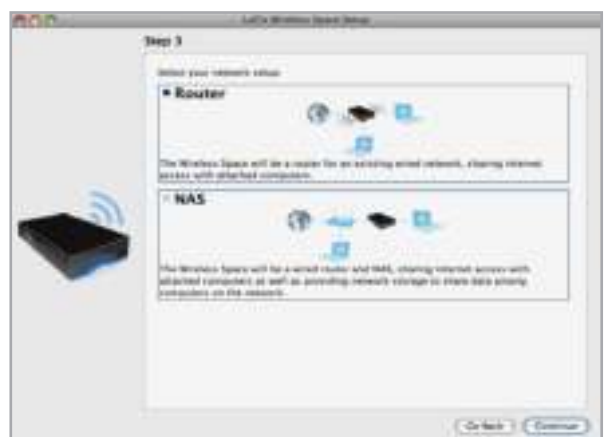 LaCie Wireless Space Setup
Step 3
Select your network setup:
Router
The Wireless Space will be a router for an existing wired network, sharing internet
access with attached computers.
NAS
The Wireless Space will be a wired router and NAS, sharing internet access with
attached computers as well as providing network storage to share data among
computers on the network.
Go Back
Continue